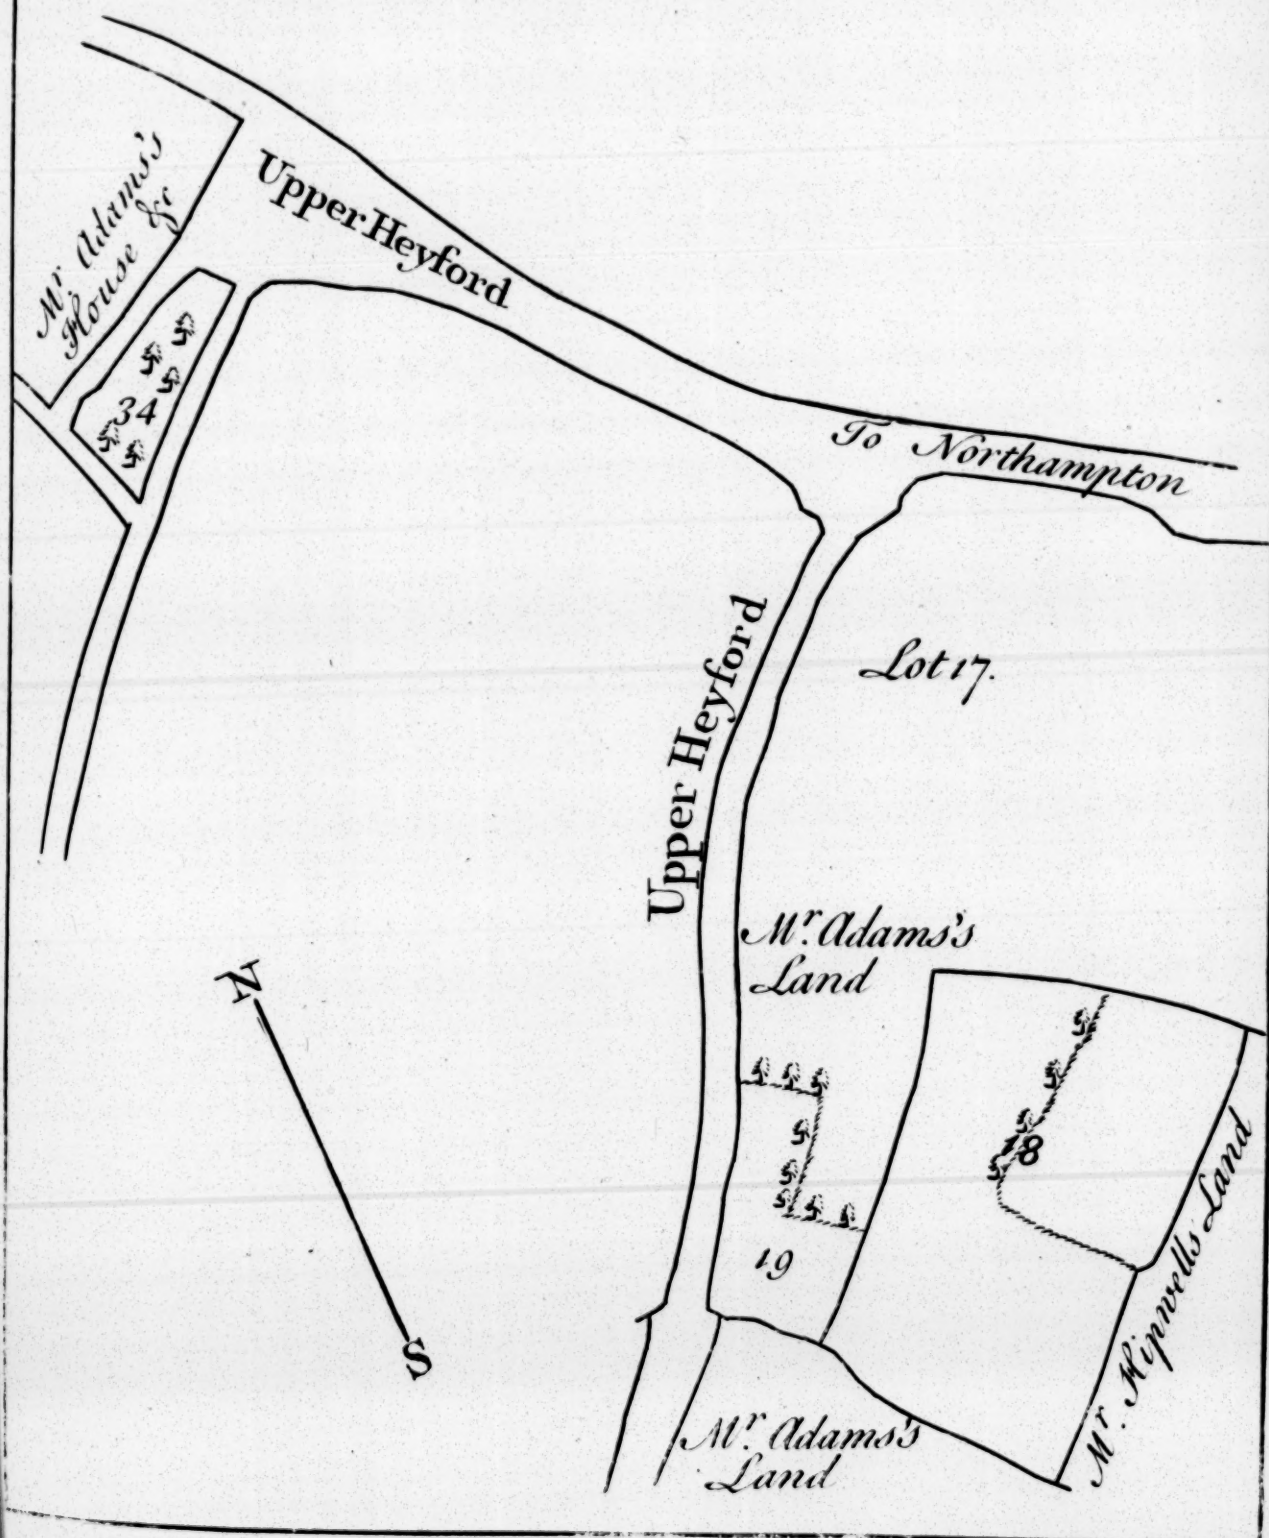 Mr. Adams's
House &c
Upper Heyford
34
To Northampton
Upper Heyford
Lot 17.
Mr. Adams's
Land
N
S
18
19
Mr. Hipwells Land
Mr. Adams's
Land